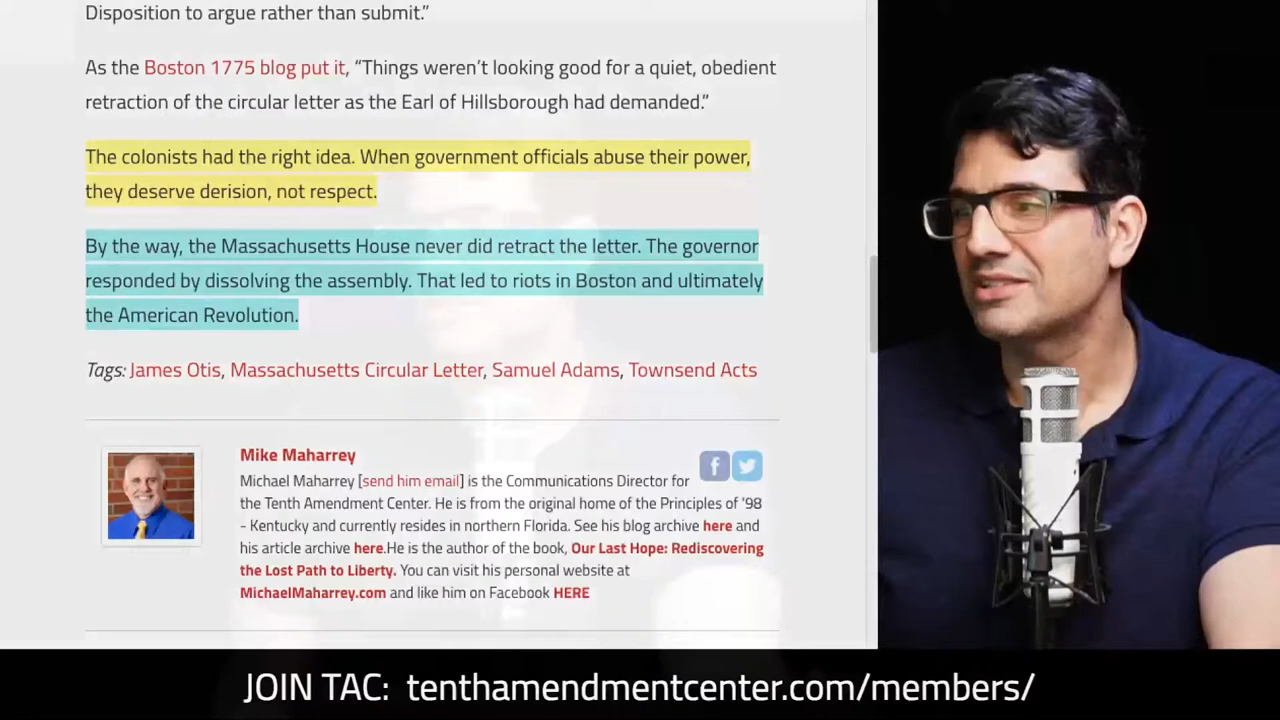 Disposition to argue rather than submit.”
As the Boston 1775 blog put it, “Things weren’t looking good for a quiet, obedient
retraction of the circular letter as the Earl of Hillsborough had demanded.”
The colonists had the right idea. When government officials abuse their power,
they deserve derision, not respect.
By the way, the Massachusetts House never did retract the letter. The governor
responded by dissolving the assembly. That led to riots in Boston and ultimately
the American Revolution.
Tags: James Otis, Massachusetts Circular Letter, Samuel Adams, Townsend Acts
Mike Maharrey
Michael Maharrey [send him email] is the Communications Director for
the Tenth Amendment Center. He is from the original home of the Principles of '98
- Kentucky and currently resides in northern Florida. See his blog archive here and
his article archive here.He is the author of the book, Our Last Hope: Rediscovering
the Lost Path to Liberty. You can visit his personal website at
MichaelMaharrey.com and like him on Facebook HERE
JOIN TAC: tenthamendmentcenter.com/members/